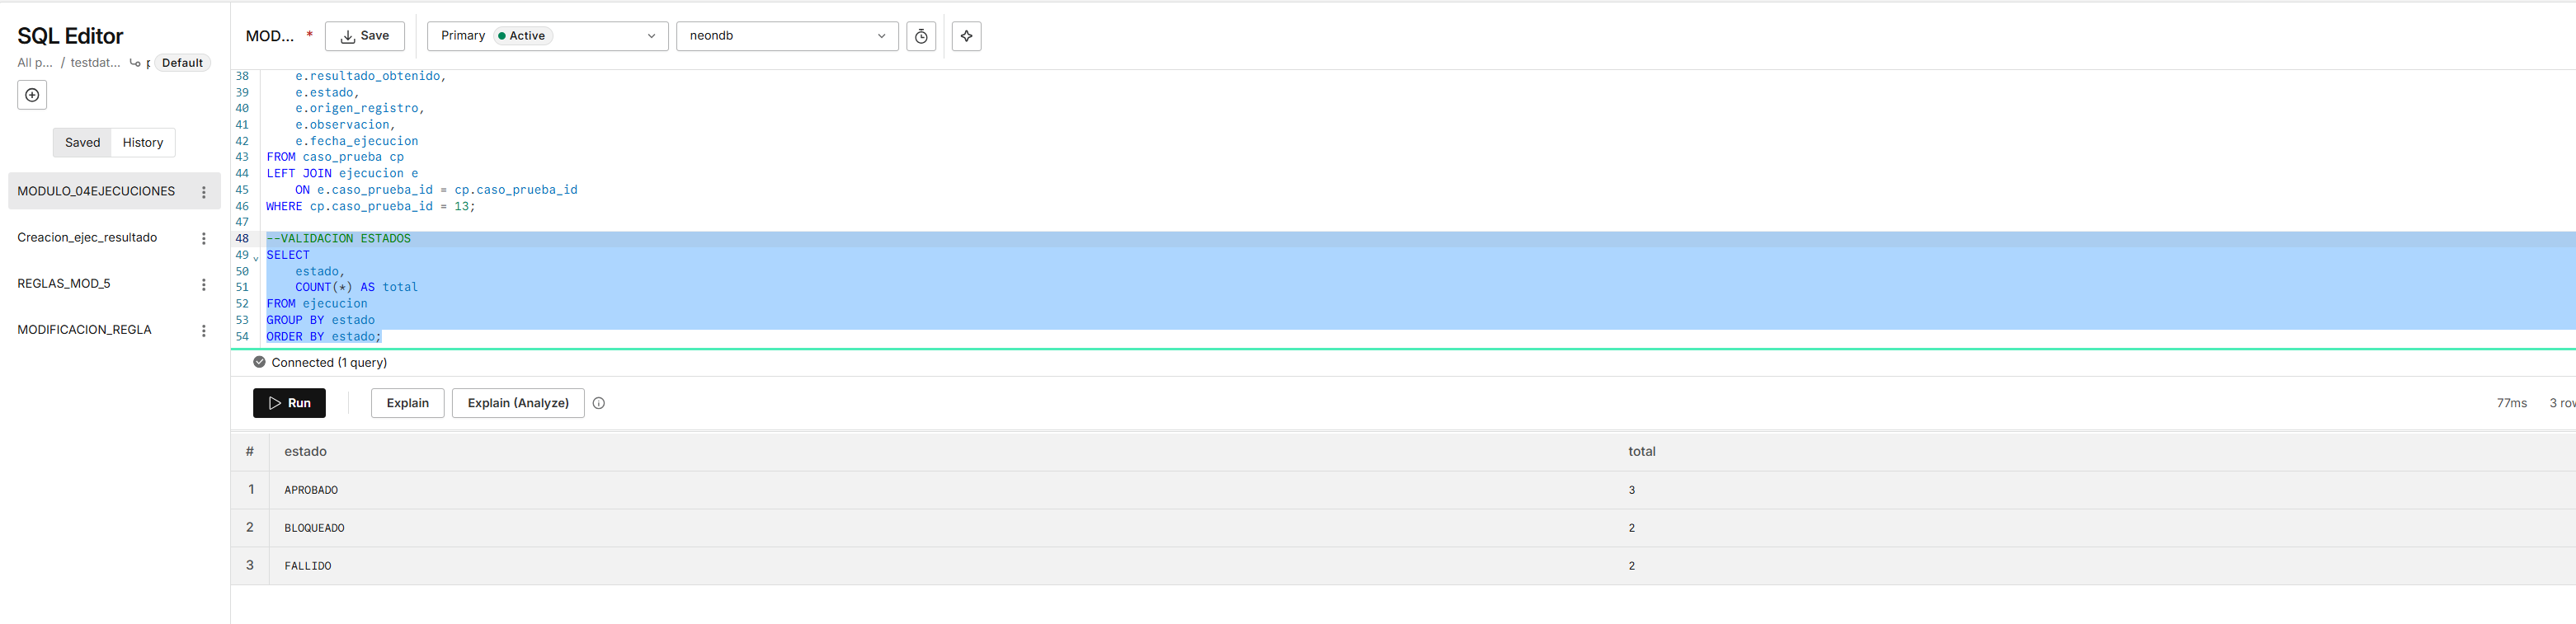 SQL Editor
All p... / testdat... Default
Saved History
MODULO_04EJECUCIONES
Creacion_ejec_resultado
REGLAS_MOD_5
MODIFICACION_REGLA
MOD... * Save Primary Active neondb
38 e.resultado_obtenido,
39 e.estado,
40 e.origen_registro,
41 e.observacion,
42 e.fecha_ejecucion
43 FROM caso_prueba cp
44 LEFT JOIN ejecucion e
45 ON e.caso_prueba_id = cp.caso_prueba_id
46 WHERE cp.caso_prueba_id = 13;
47
48 --VALIDACION ESTADOS
49 SELECT
50 estado,
51 COUNT(*) AS total
52 FROM ejecucion
53 GROUP BY estado
54 ORDER BY estado;
Connected (1 query)
Run Explain Explain (Analyze) 77ms 3
# estado total
1 APROBADO 3
2 BLOQUEADO 2
3 FALLIDO 2